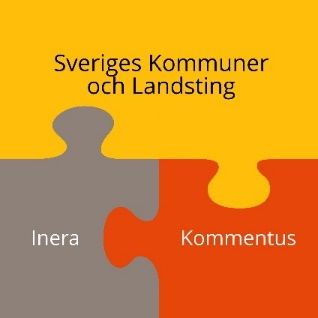 Sveriges Kommuner
och Landsting
Inera
Kommentus